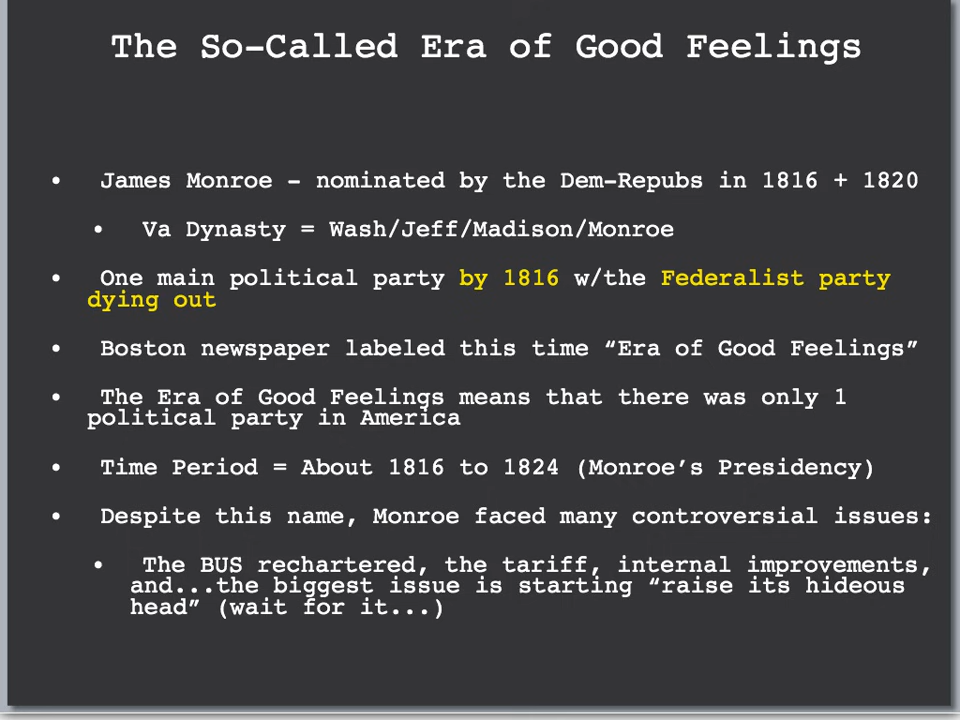 The So-Called Era of Good Feelings
• James Monroe - nominated by the Dem-Repubs in 1816 + 1820
• Va Dynasty = Wash/Jeff/Madison/Monroe
• One main political party by 1816 w/the Federalist party
dying out
• Boston newspaper labeled this time “Era of Good Feelings”
• The Era of Good Feelings means that there was only 1
political party in America
• Time Period = About 1816 to 1824 (Monroe’s Presidency)
• Despite this name, Monroe faced many controversial issues:
• The BUS rechartered, the tariff, internal improvements,
and...the biggest issue is starting “raise its hideous
head” (wait for it...)